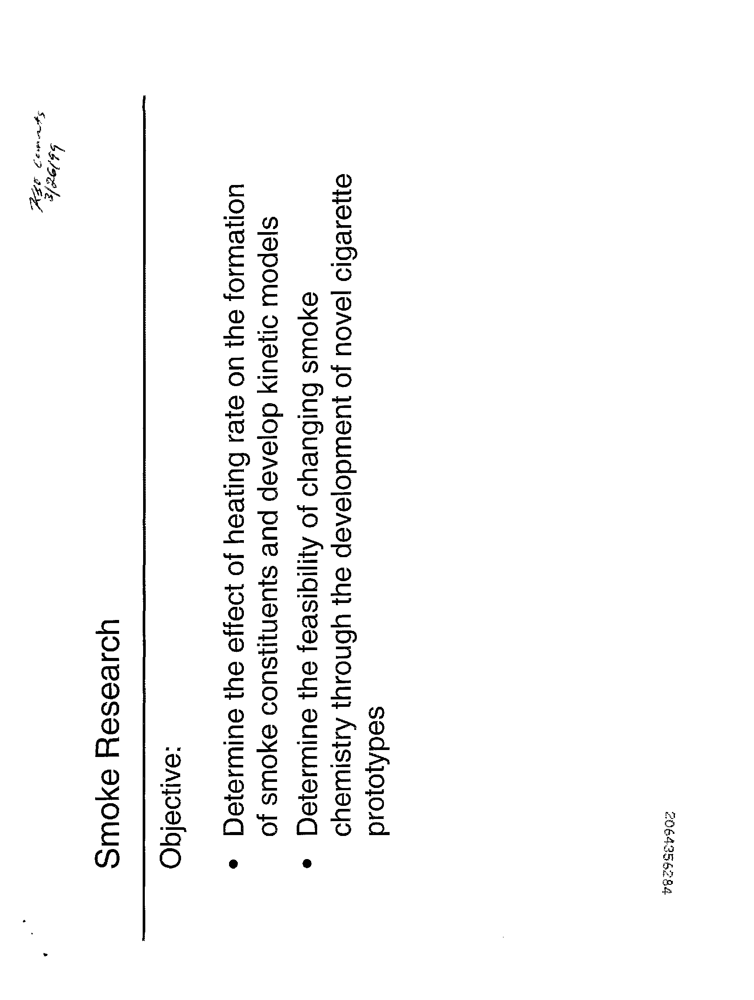 comments
3/26/99
Smoke Research
Objective:
• Determine the effect of heating rate on the formation
of smoke constituents and develop kinetic models
• Determine the feasibility of changing smoke
chemistry through the development of novel cigarette
prototypes
2064356284